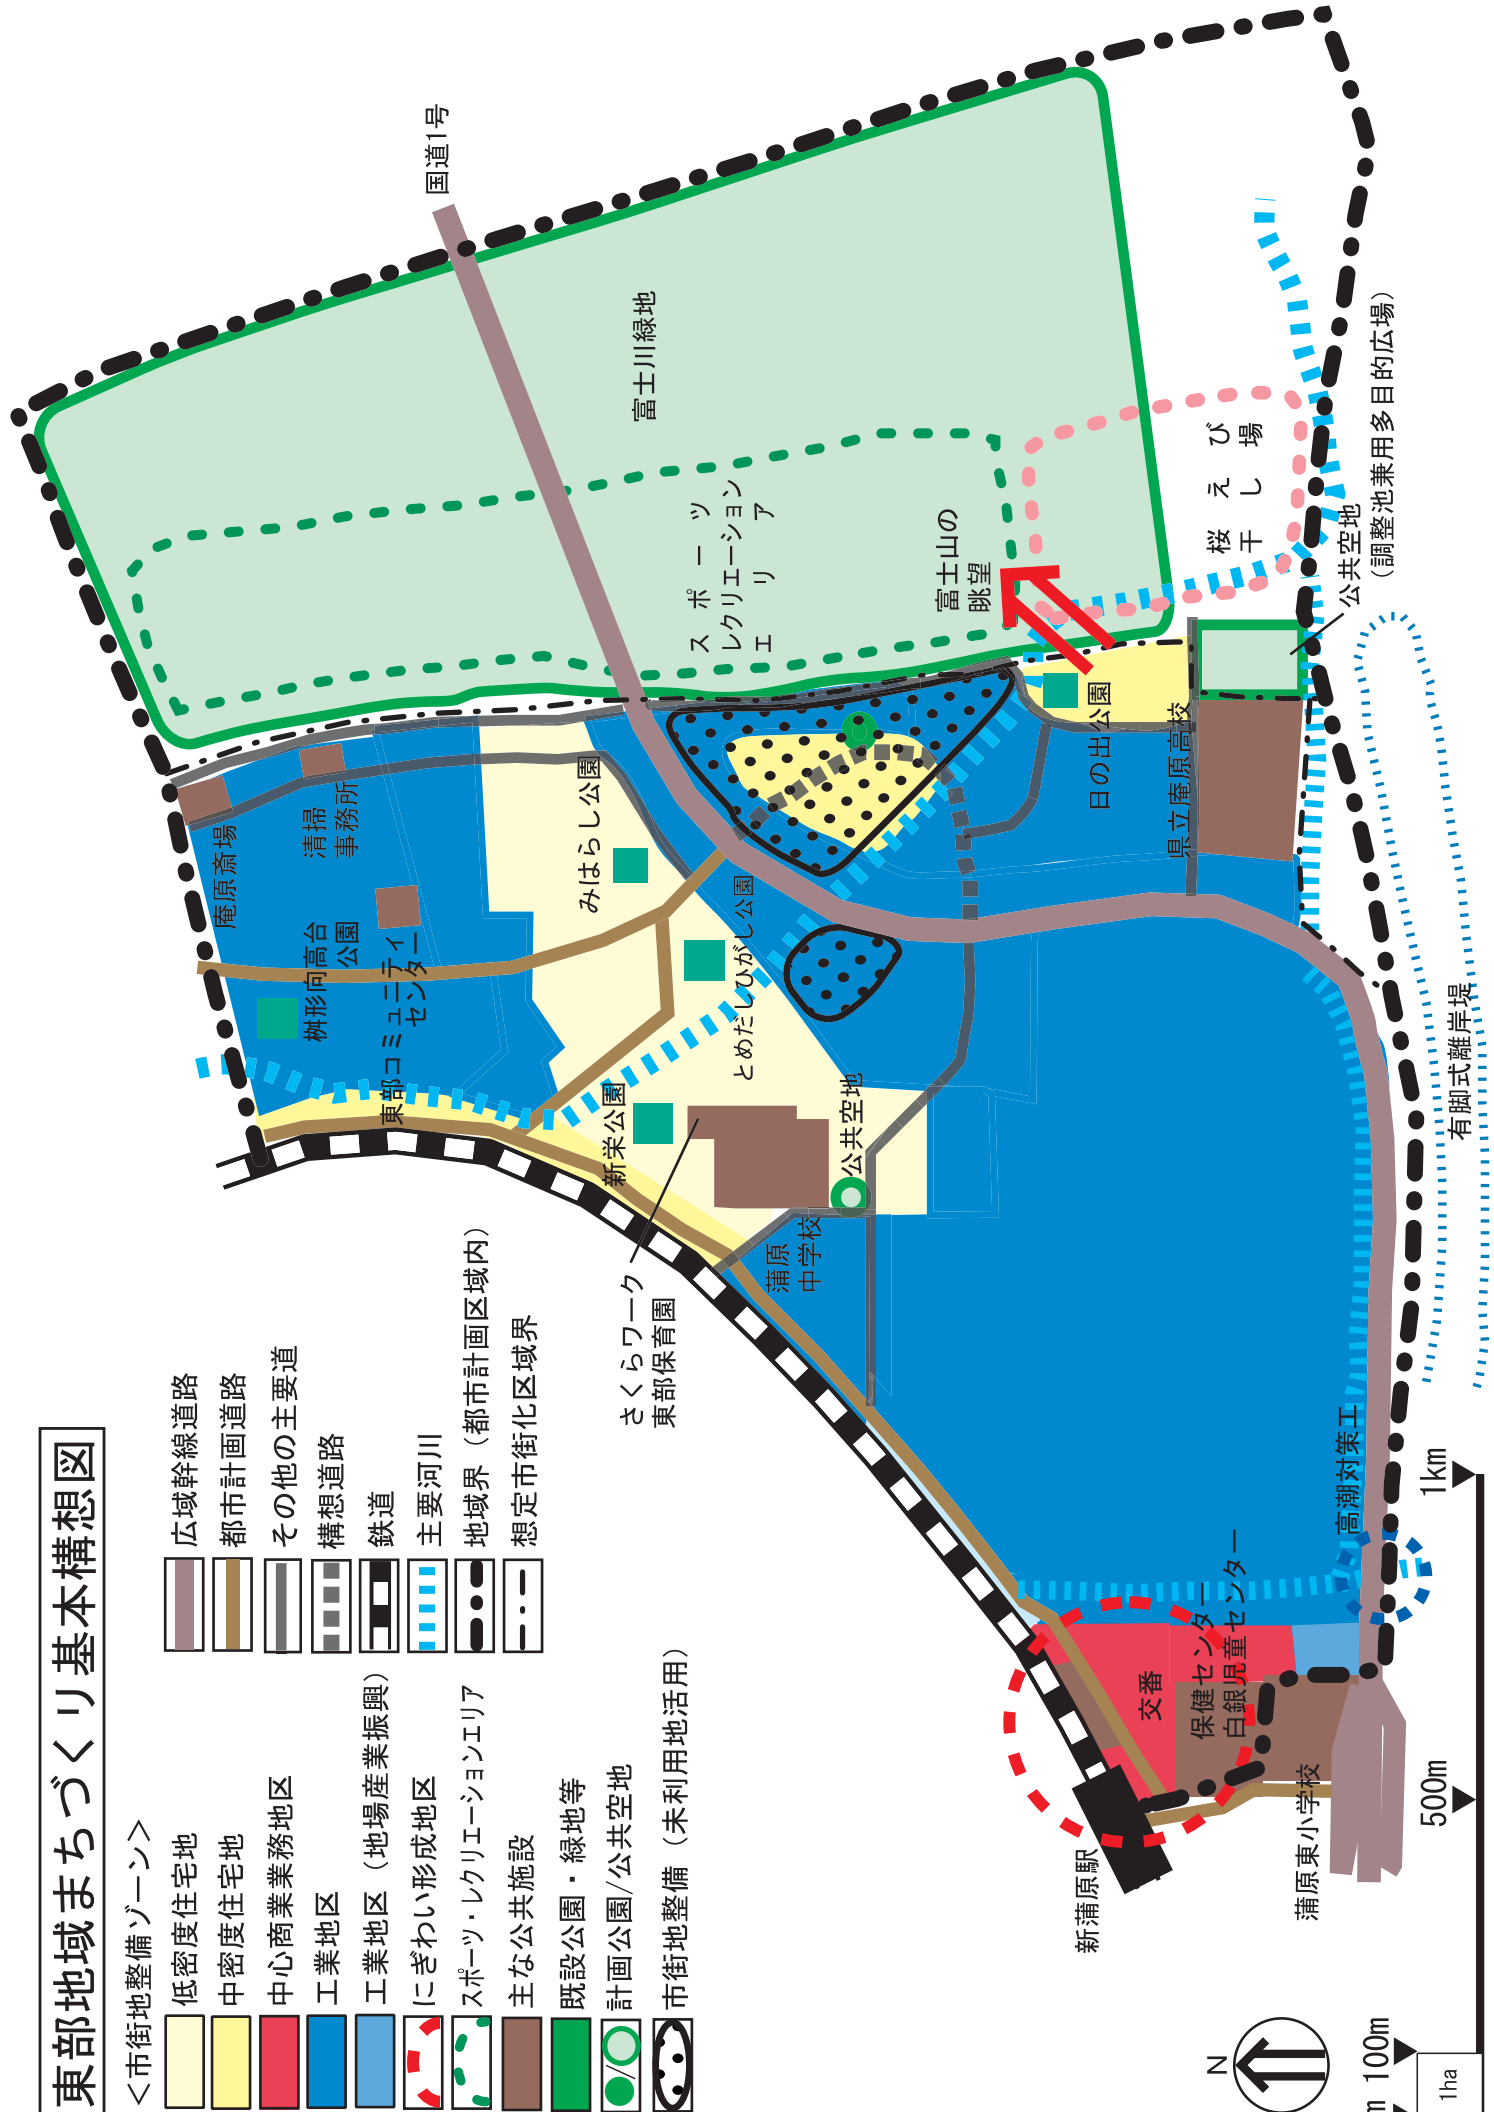 東部地域まちづくり基本構想図
＜市街地整備ゾーン＞
低密度住宅地
中密度住宅地
中心商業業務地区
工業地区
工業地区（地場産業振興）
にぎわい形成地区
スポーツ・レクリエーションエリア
主な公共施設
既設公園・緑地等
計画公園/公共空地
市街地整備（未利用地活用）
広域幹線道路
都市計画道路
その他の主要道
構想道路
鉄道
主要河川
地域界（都市計画区域内）
想定市街化区域界
国道1号
富士川緑地
スポーツ
レクリエーション
エリア
富士山の
眺望
桜えび
干し場
公共空地
（調整池兼用多目的広場）
庵原斎場
清掃
事務所
桝形向高台
公園
東部コミュニティ
センター
みはらし公園
とめだしひがし公園
日の出公園
県立庵原高校
新栄公園
公共空地
蒲原
中学校
さくらワーク
東部保育園
有脚式離岸堤
高潮対策工
交番
保健センター
白銀児童センター
新蒲原駅
蒲原東小学校
N
100m
500m
1km
1ha
m